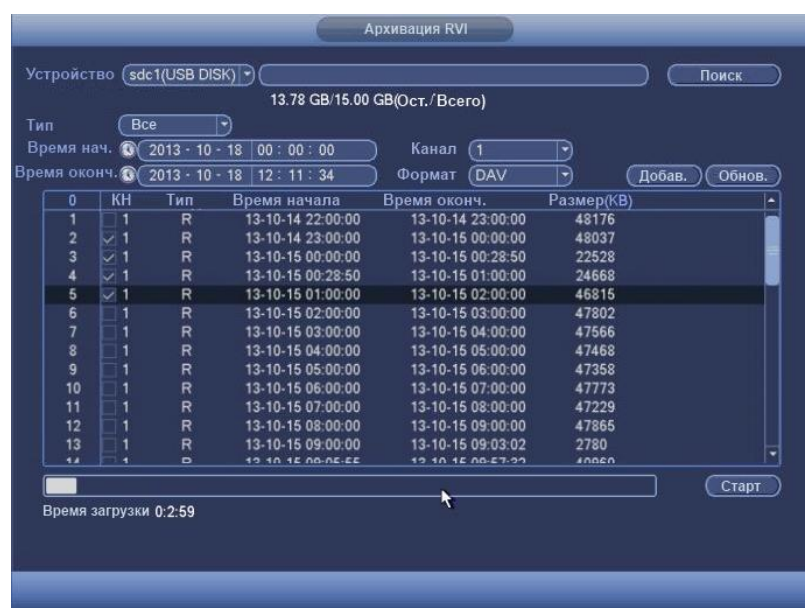 Архивация RVI
Устройство sdc1(USB DISK) Поиск
13.78 GB/15.00 GB(Ост./Всего)
Тип Все
Время нач. 2013 - 10 - 18 00 : 00 : 00 Канал 1
Время оконч. 2013 - 10 - 18 12 : 11 : 34 Формат DAV Добав. Обнов.
0 КН Тип Время начала Время оконч. Размер(KB)
1 1 R 13-10-14 22:00:00 13-10-14 23:00:00 48176
2 1 R 13-10-14 23:00:00 13-10-15 00:00:00 48037
3 1 R 13-10-15 00:00:00 13-10-15 00:28:50 22528
4 1 R 13-10-15 00:28:50 13-10-15 01:00:00 24668
5 1 R 13-10-15 01:00:00 13-10-15 02:00:00 46815
6 1 R 13-10-15 02:00:00 13-10-15 03:00:00 47802
7 1 R 13-10-15 03:00:00 13-10-15 04:00:00 47566
8 1 R 13-10-15 04:00:00 13-10-15 05:00:00 47468
9 1 R 13-10-15 05:00:00 13-10-15 06:00:00 47358
10 1 R 13-10-15 06:00:00 13-10-15 07:00:00 47773
11 1 R 13-10-15 07:00:00 13-10-15 08:00:00 47229
12 1 R 13-10-15 08:00:00 13-10-15 09:00:00 47865
13 1 R 13-10-15 09:00:00 13-10-15 09:03:02 2780
Старт
Время загрузки 0:2:59